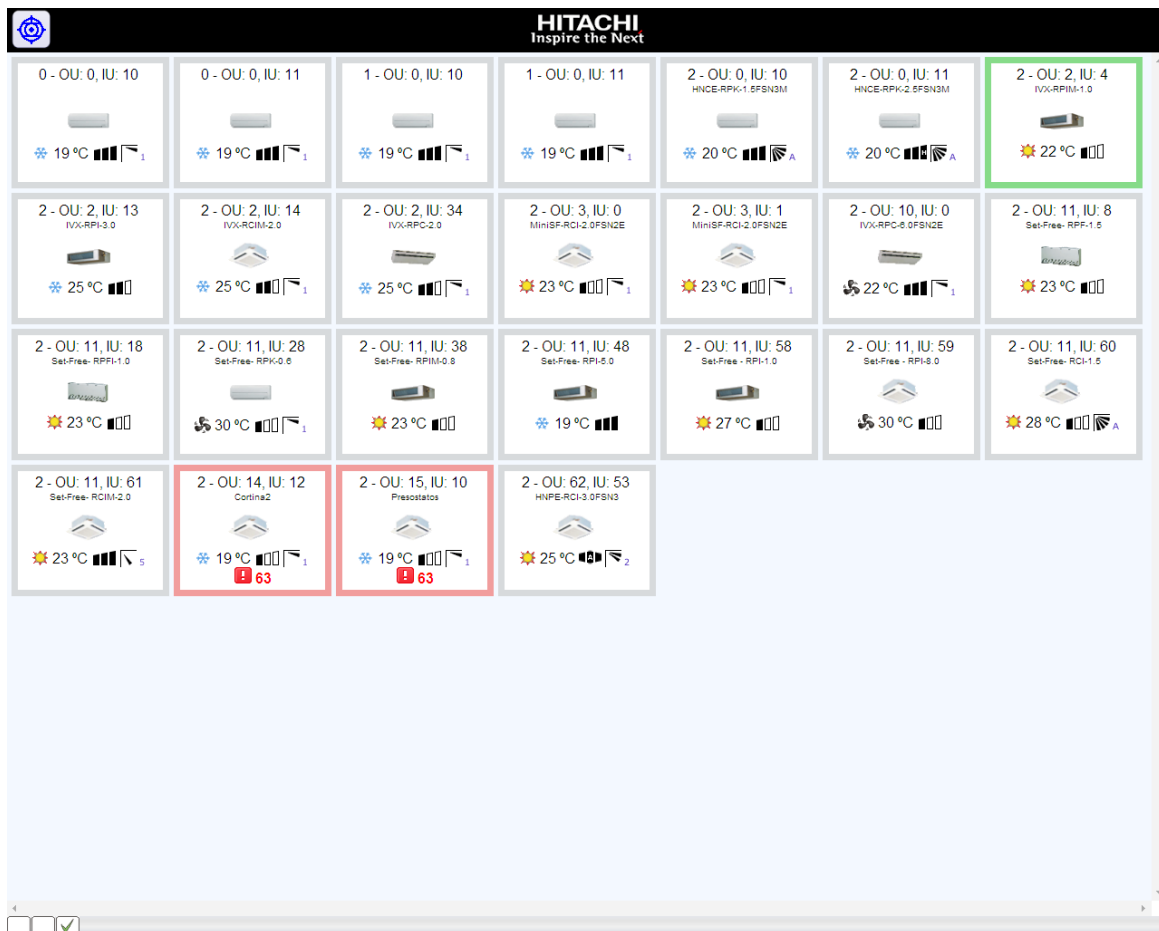 HITACHI
Inspire the Next
0 - OU: 0, IU: 10
19 ºC 1
0 - OU: 0, IU: 11
19 ºC 1
1 - OU: 0, IU: 10
19 ºC 1
1 - OU: 0, IU: 11
19 ºC 1
2 - OU: 0, IU: 10
HNCE-RPK-1.5FSN3M
20 ºC A
2 - OU: 0, IU: 11
HNCE-RPK-2.5FSN3M
20 ºC H A
2 - OU: 2, IU: 4
IVX-RPIM-1.0
22 ºC
2 - OU: 2, IU: 13
IVX-RPI-3.0
25 ºC
2 - OU: 2, IU: 14
IVX-RCIM-2.0
25 ºC 1
2 - OU: 2, IU: 34
IVX-RPC-2.0
25 ºC 1
2 - OU: 3, IU: 0
MiniSF-RCI-2.0FSN2E
23 ºC 1
2 - OU: 3, IU: 1
MiniSF-RCI-2.0FSN2E
23 ºC 1
2 - OU: 10, IU: 0
IVX-RPC-6.0FSN2E
22 ºC 1
2 - OU: 11, IU: 8
Set-Free- RPF-1.5
23 ºC
2 - OU: 11, IU: 18
Set-Free- RPFI-1.0
23 ºC
2 - OU: 11, IU: 28
Set-Free- RPK-0.6
30 ºC 1
2 - OU: 11, IU: 38
Set-Free- RPIM-0.8
23 ºC
2 - OU: 11, IU: 48
Set-Free- RPI-5.0
19 ºC
2 - OU: 11, IU: 58
Set-Free - RPI-1.0
27 ºC
2 - OU: 11, IU: 59
Set-Free - RPI-8.0
30 ºC
2 - OU: 11, IU: 60
Set-Free- RCI-1.5
28 ºC A
2 - OU: 11, IU: 61
Set-Free- RCIM-2.0
23 ºC 5
2 - OU: 14, IU: 12
Cortina2
19 ºC 1
! 63
2 - OU: 15, IU: 10
Presostatos
19 ºC 1
! 63
2 - OU: 62, IU: 53
HNPE-RCI-3.0FSN3
25 ºC A 2